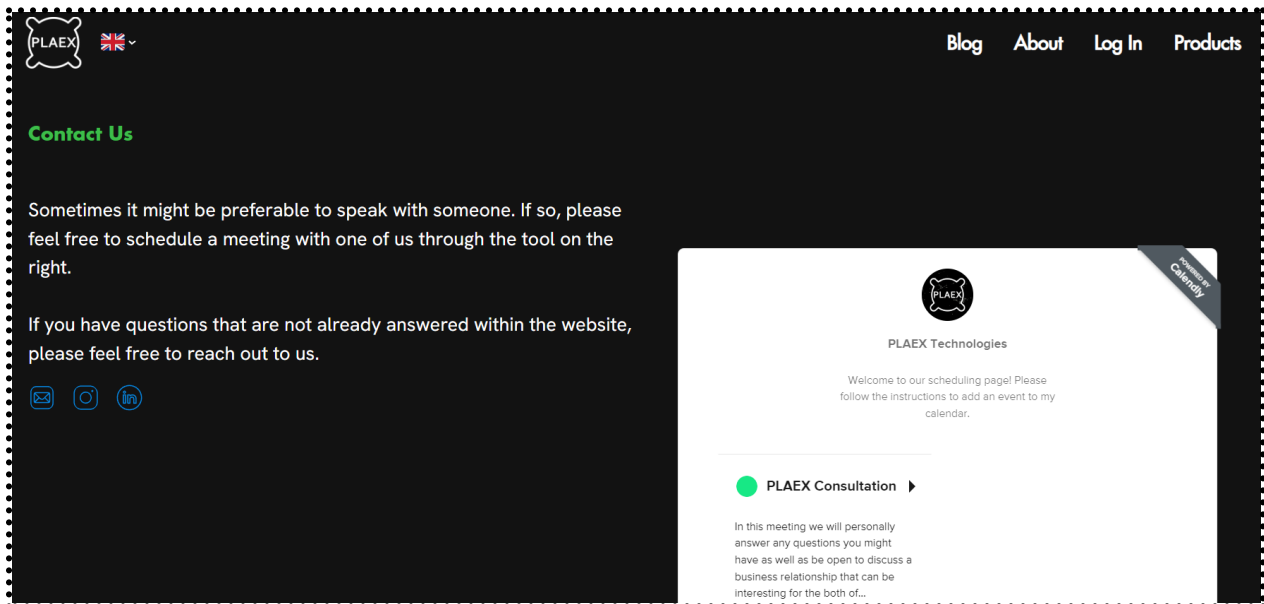 PLAEX
Blog About Log In Products
Contact Us
Sometimes it might be preferable to speak with someone. If so, please
feel free to schedule a meeting with one of us through the tool on the
right.
If you have questions that are not already answered within the website,
please feel free to reach out to us.
in
POWERED BY
Calendly
PLAEX
PLAEX Technologies
Welcome to our scheduling page! Please
follow the instructions to add an event to my
calendar.
PLAEX Consultation
In this meeting we will personally
answer any questions you might
have as well as be open to discuss a
business relationship that can be
interesting for the both of...